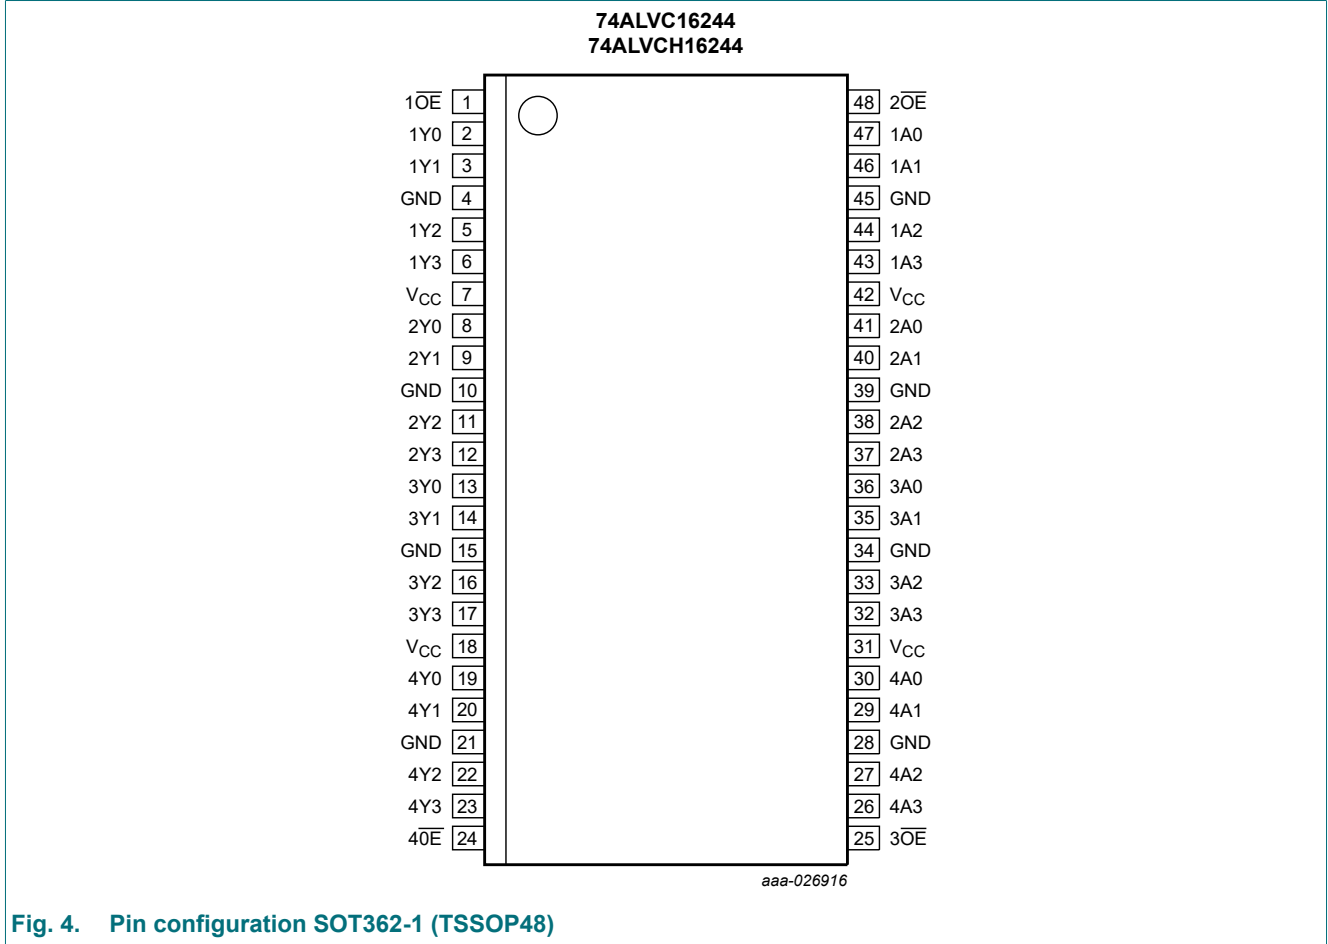 74ALVC16244
74ALVCH16244
1O̅E̅ 1 48 2O̅E̅
1Y0 2 47 1A0
1Y1 3 46 1A1
GND 4 45 GND
1Y2 5 44 1A2
1Y3 6 43 1A3
VCC 7 42 VCC
2Y0 8 41 2A0
2Y1 9 40 2A1
GND 10 39 GND
2Y2 11 38 2A2
2Y3 12 37 2A3
3Y0 13 36 3A0
3Y1 14 35 3A1
GND 15 34 GND
3Y2 16 33 3A2
3Y3 17 32 3A3
VCC 18 31 VCC
4Y0 19 30 4A0
4Y1 20 29 4A1
GND 21 28 GND
4Y2 22 27 4A2
4Y3 23 26 4A3
40̅E̅ 24 25 3O̅E̅
aaa-026916
Fig. 4. Pin configuration SOT362-1 (TSSOP48)